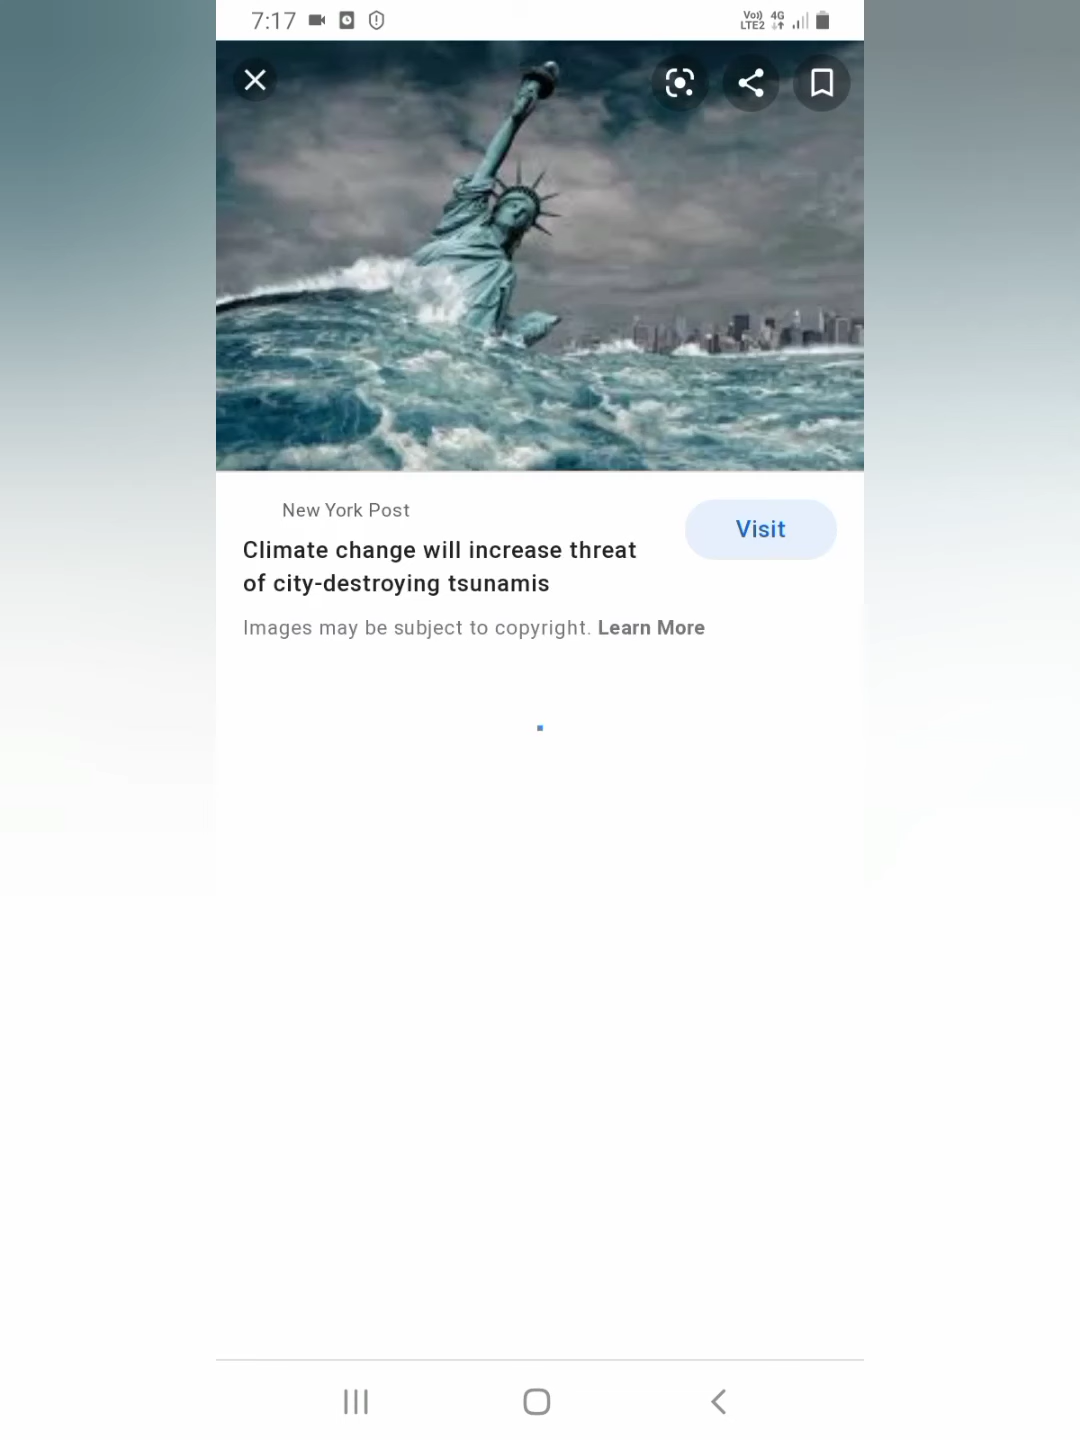 7:17
Vo)) 4G
LTE2
New York Post
Visit
Climate change will increase threat
of city-destroying tsunamis
Images may be subject to copyright. Learn More